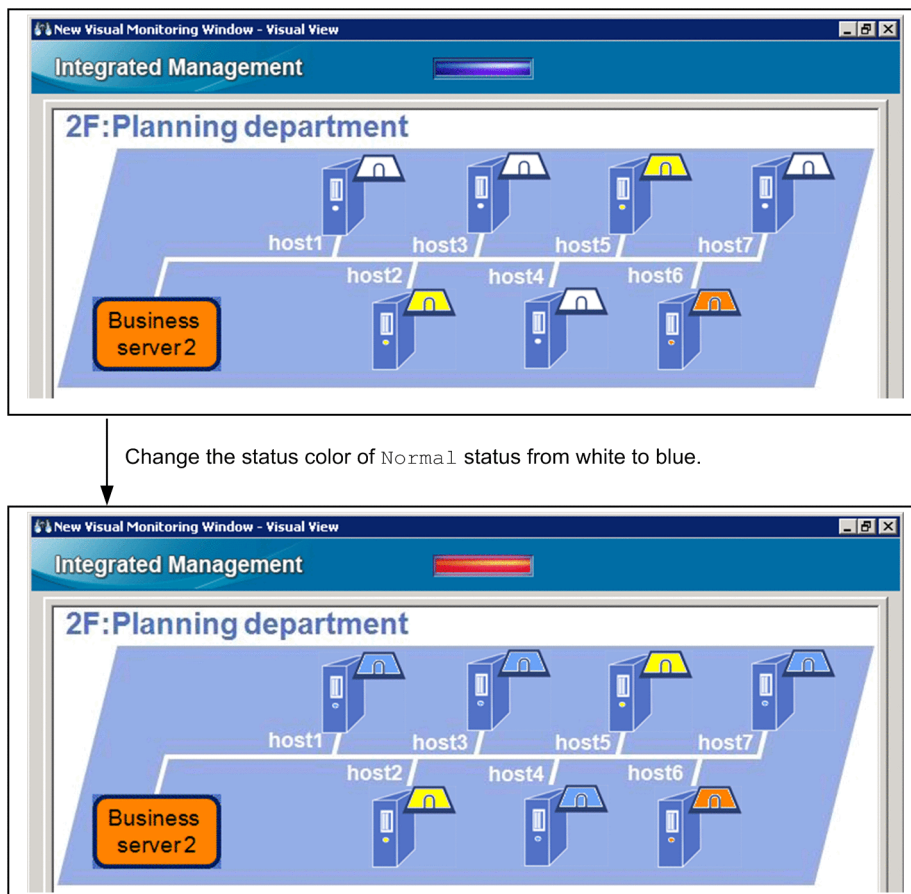 New Visual Monitoring Window - Visual View
Integrated Management
2F:Planning department
host1 host3 host5 host7
host2 host4 host6
Business
server2
Change the status color of Normal status from white to blue.
New Visual Monitoring Window - Visual View
Integrated Management
2F:Planning department
host1 host3 host5 host7
host2 host4 host6
Business
server2